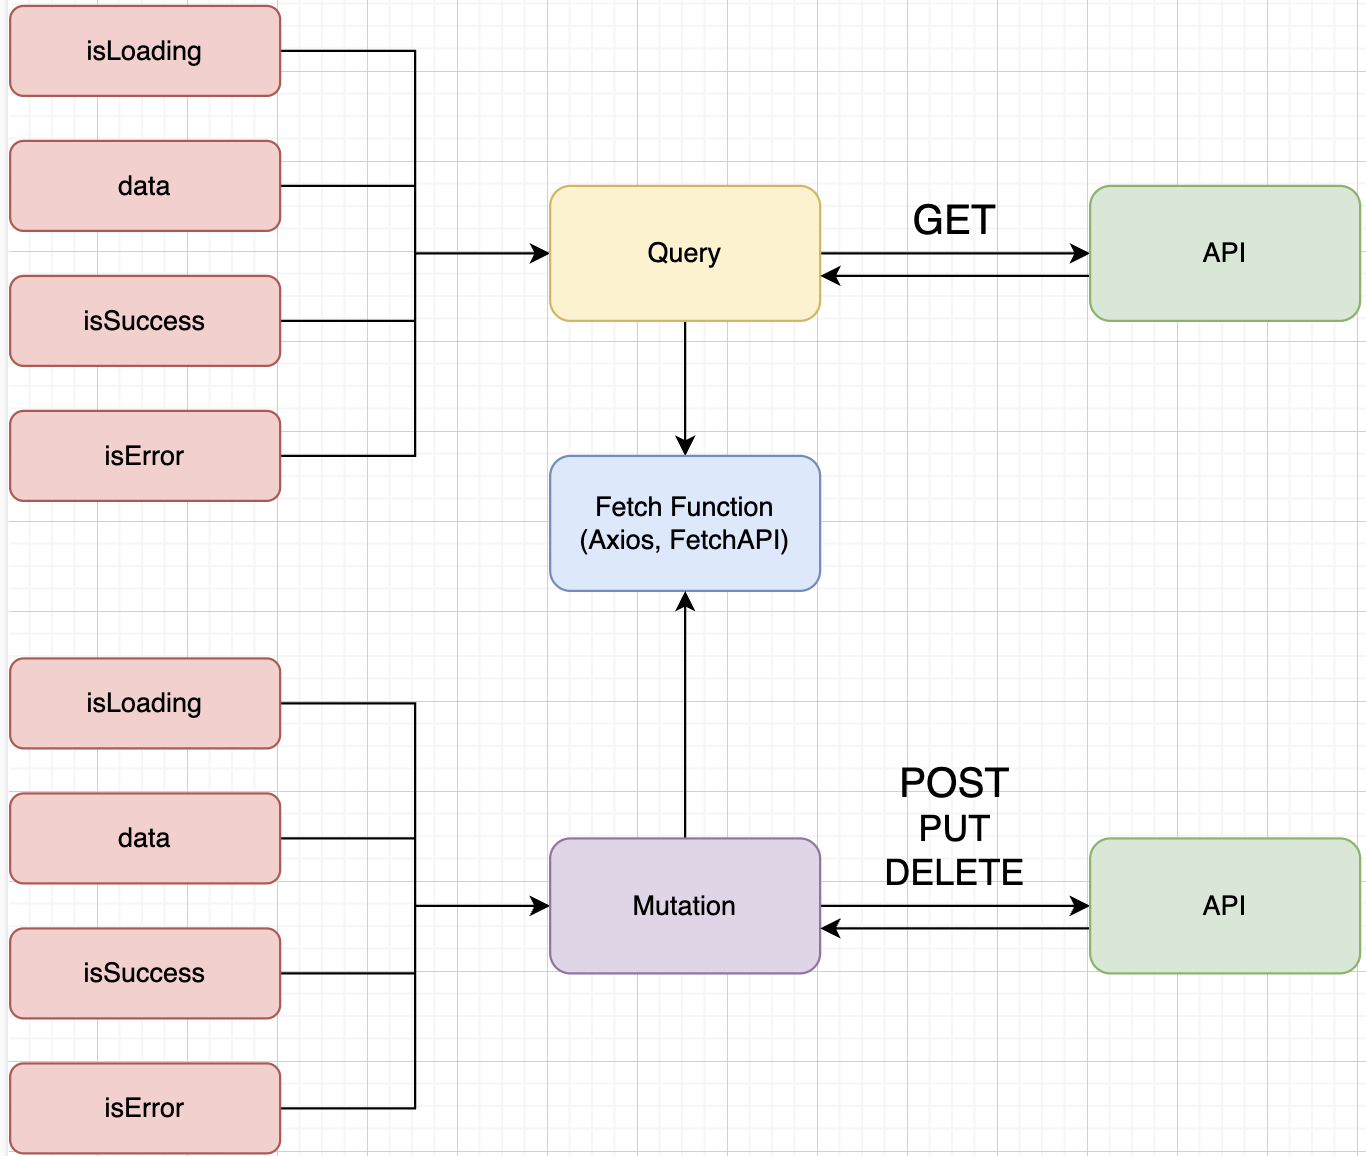 isLoading
data
isSuccess
isError
Query
GET
API
Fetch Function
(Axios, FetchAPI)
isLoading
data
isSuccess
isError
Mutation
POST
PUT
DELETE
API